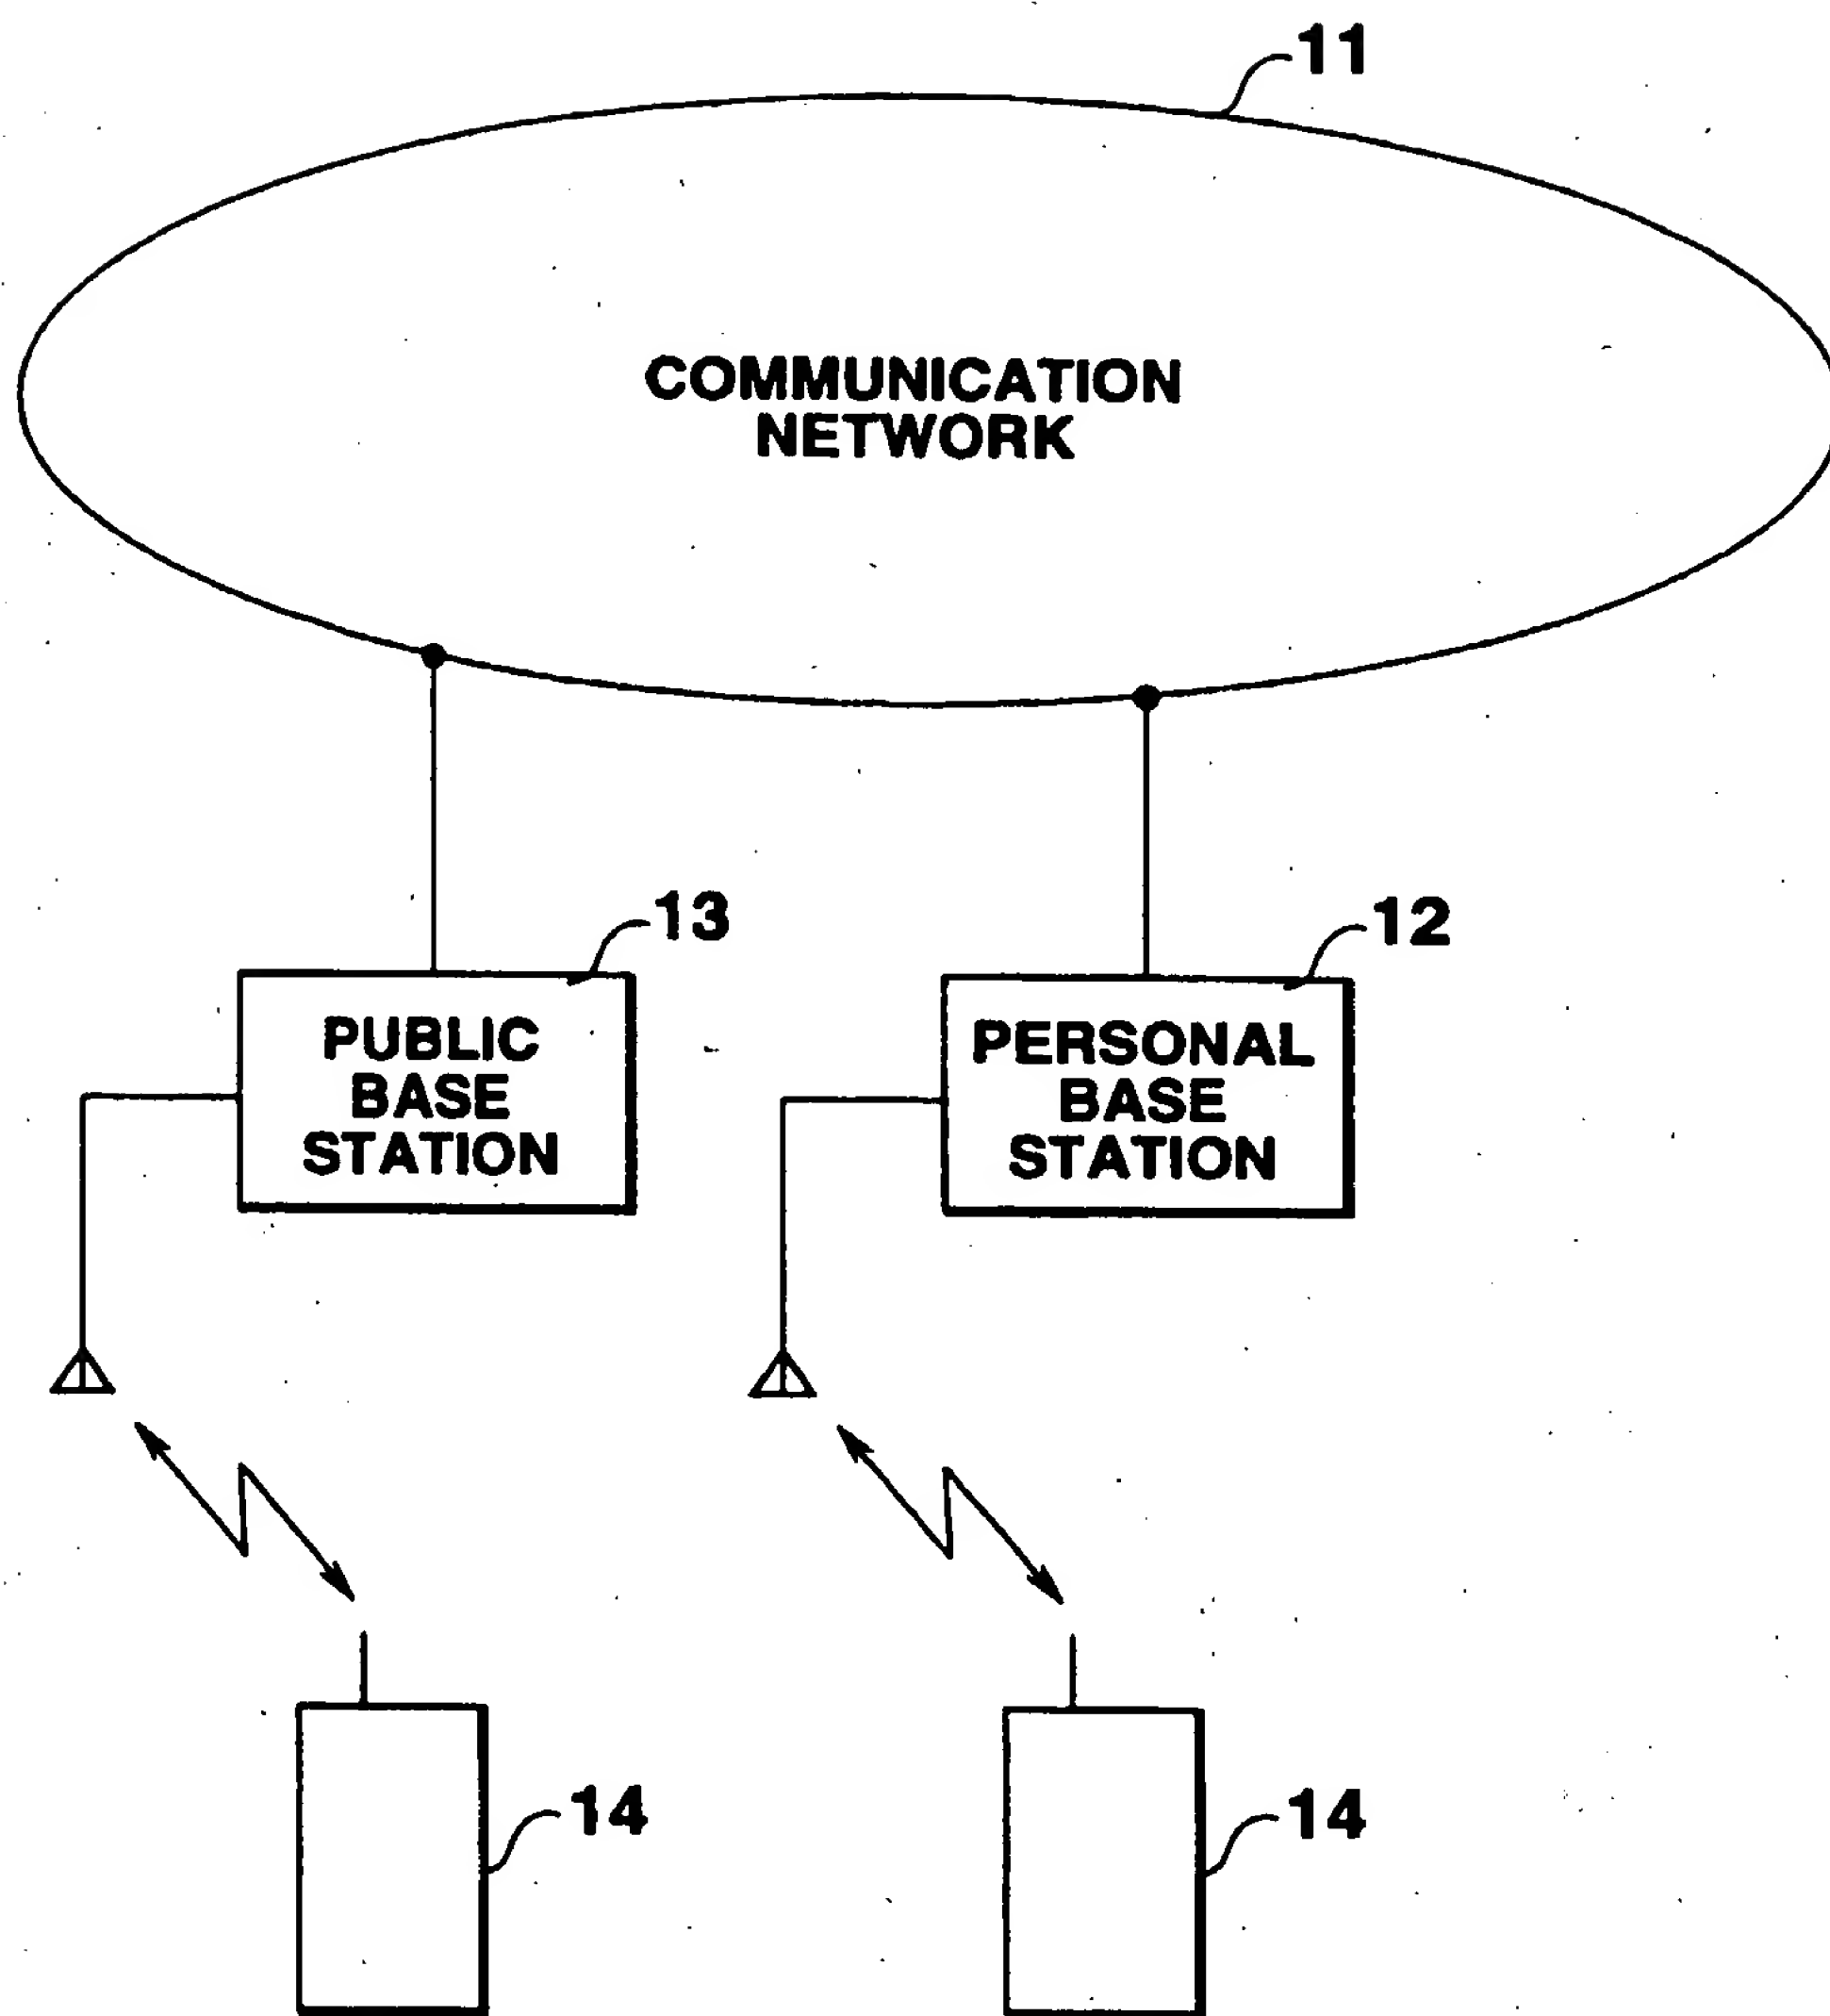 11
COMMUNICATION
NETWORK
13
12
PUBLIC
BASE
STATION
PERSONAL
BASE
STATION
14
14